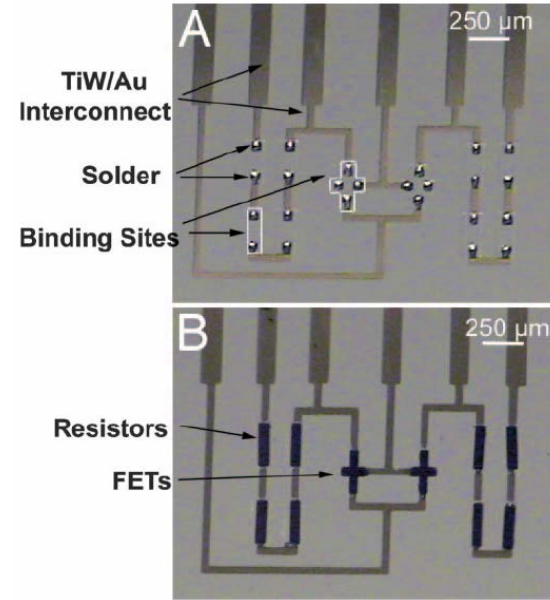 A
250 µm
TiW/Au
Interconnect
Solder
Binding Sites
B
250 µm
Resistors
FETs